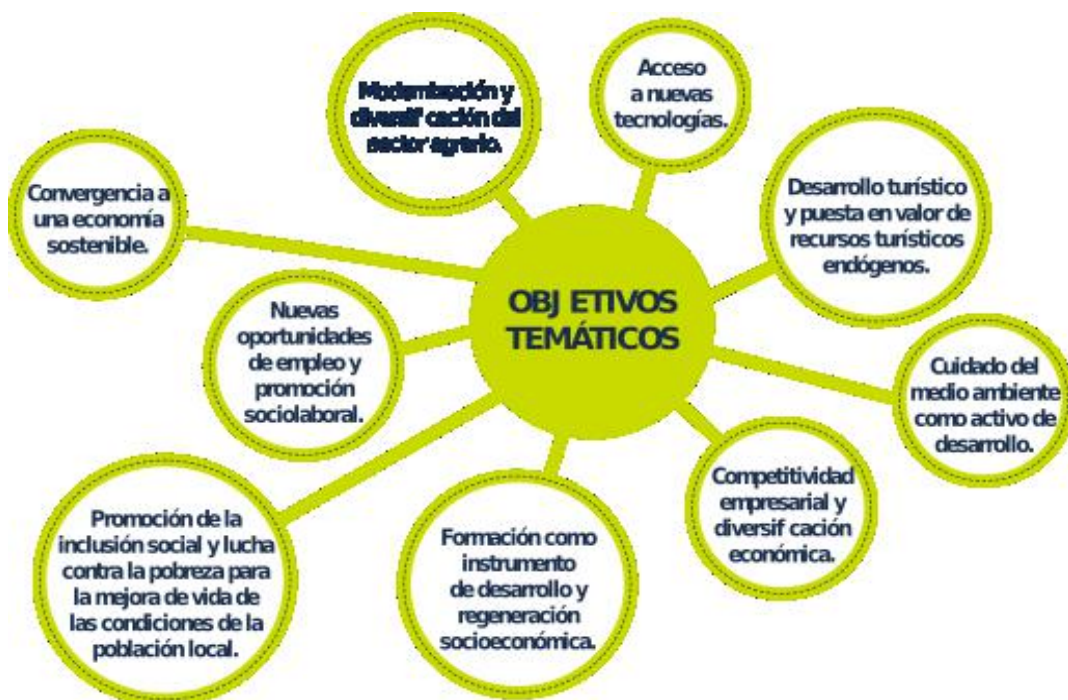 Modernización y
diversif cación del
sector agrario.
Acceso
a nuevas
tecnologías.
Convergencia a
una economía
sostenible.
Desarrollo turístico
y puesta en valor de
recursos turísticos
endógenos.
OBJ ETIVOS
TEMÁTICOS
Nuevas
oportunidades
de empleo y
promoción
sociolaboral.
Cuidado del
medio ambiente
como activo de
desarrollo.
Competitividad
empresarial y
diversif cación
económica.
Promoción de la
inclusión social y lucha
contra la pobreza para
la mejora de vida de
las condiciones de la
población local.
Formación como
instrumento
de desarrollo y
regeneración
socioeconómica.